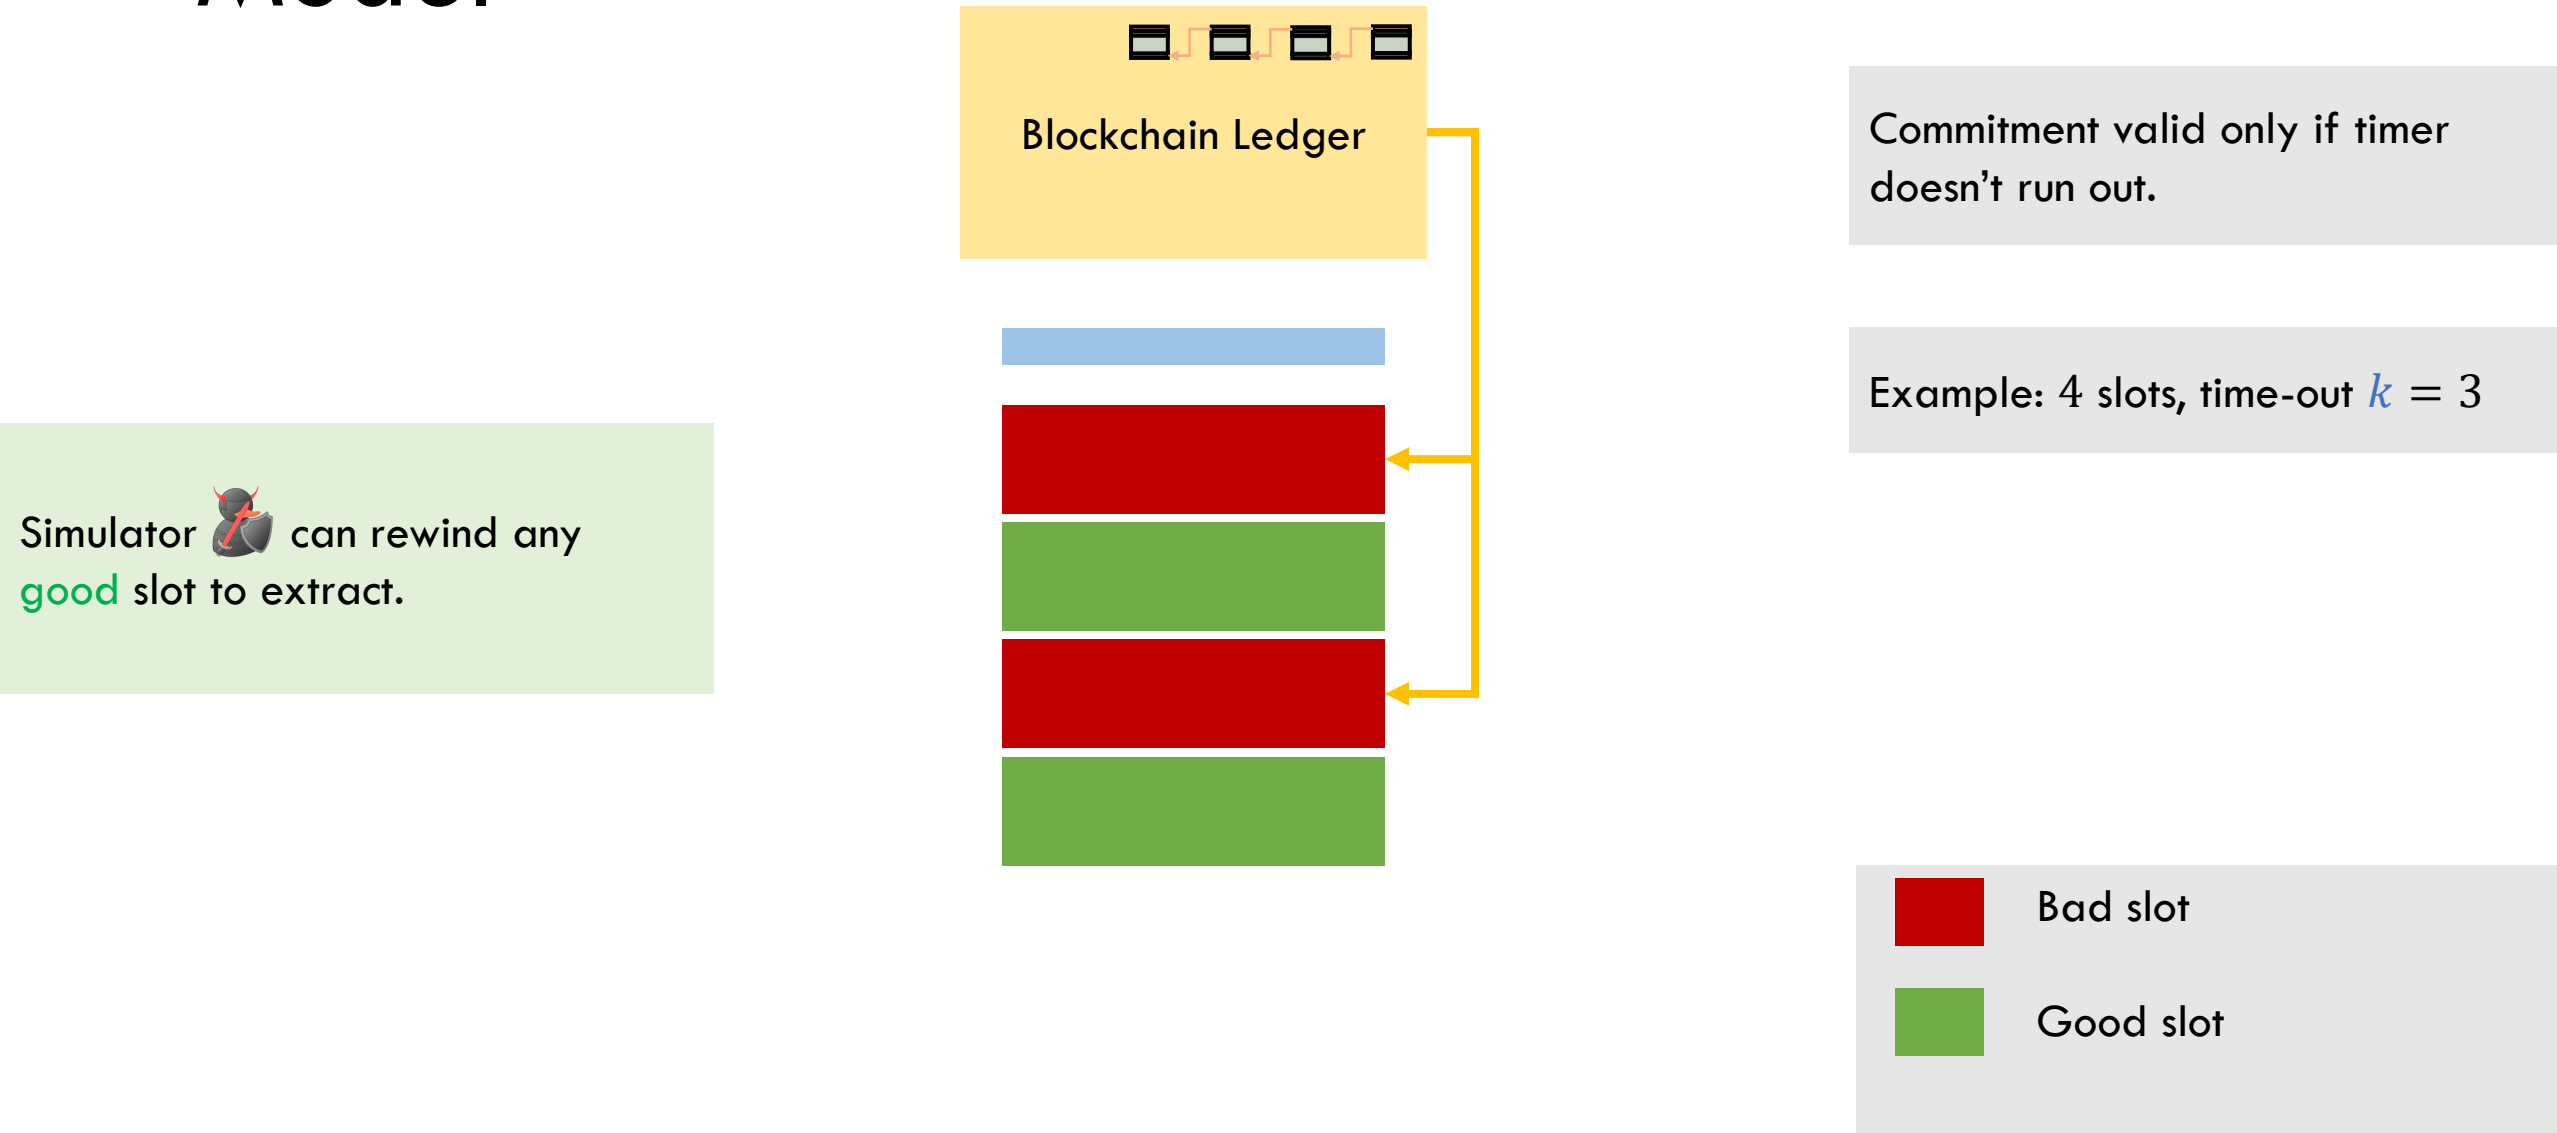 Model
Blockchain Ledger
Commitment valid only if timer
doesn’t run out.
Example: 4 slots, time-out k = 3
Simulator can rewind any
good slot to extract.
Bad slot
Good slot